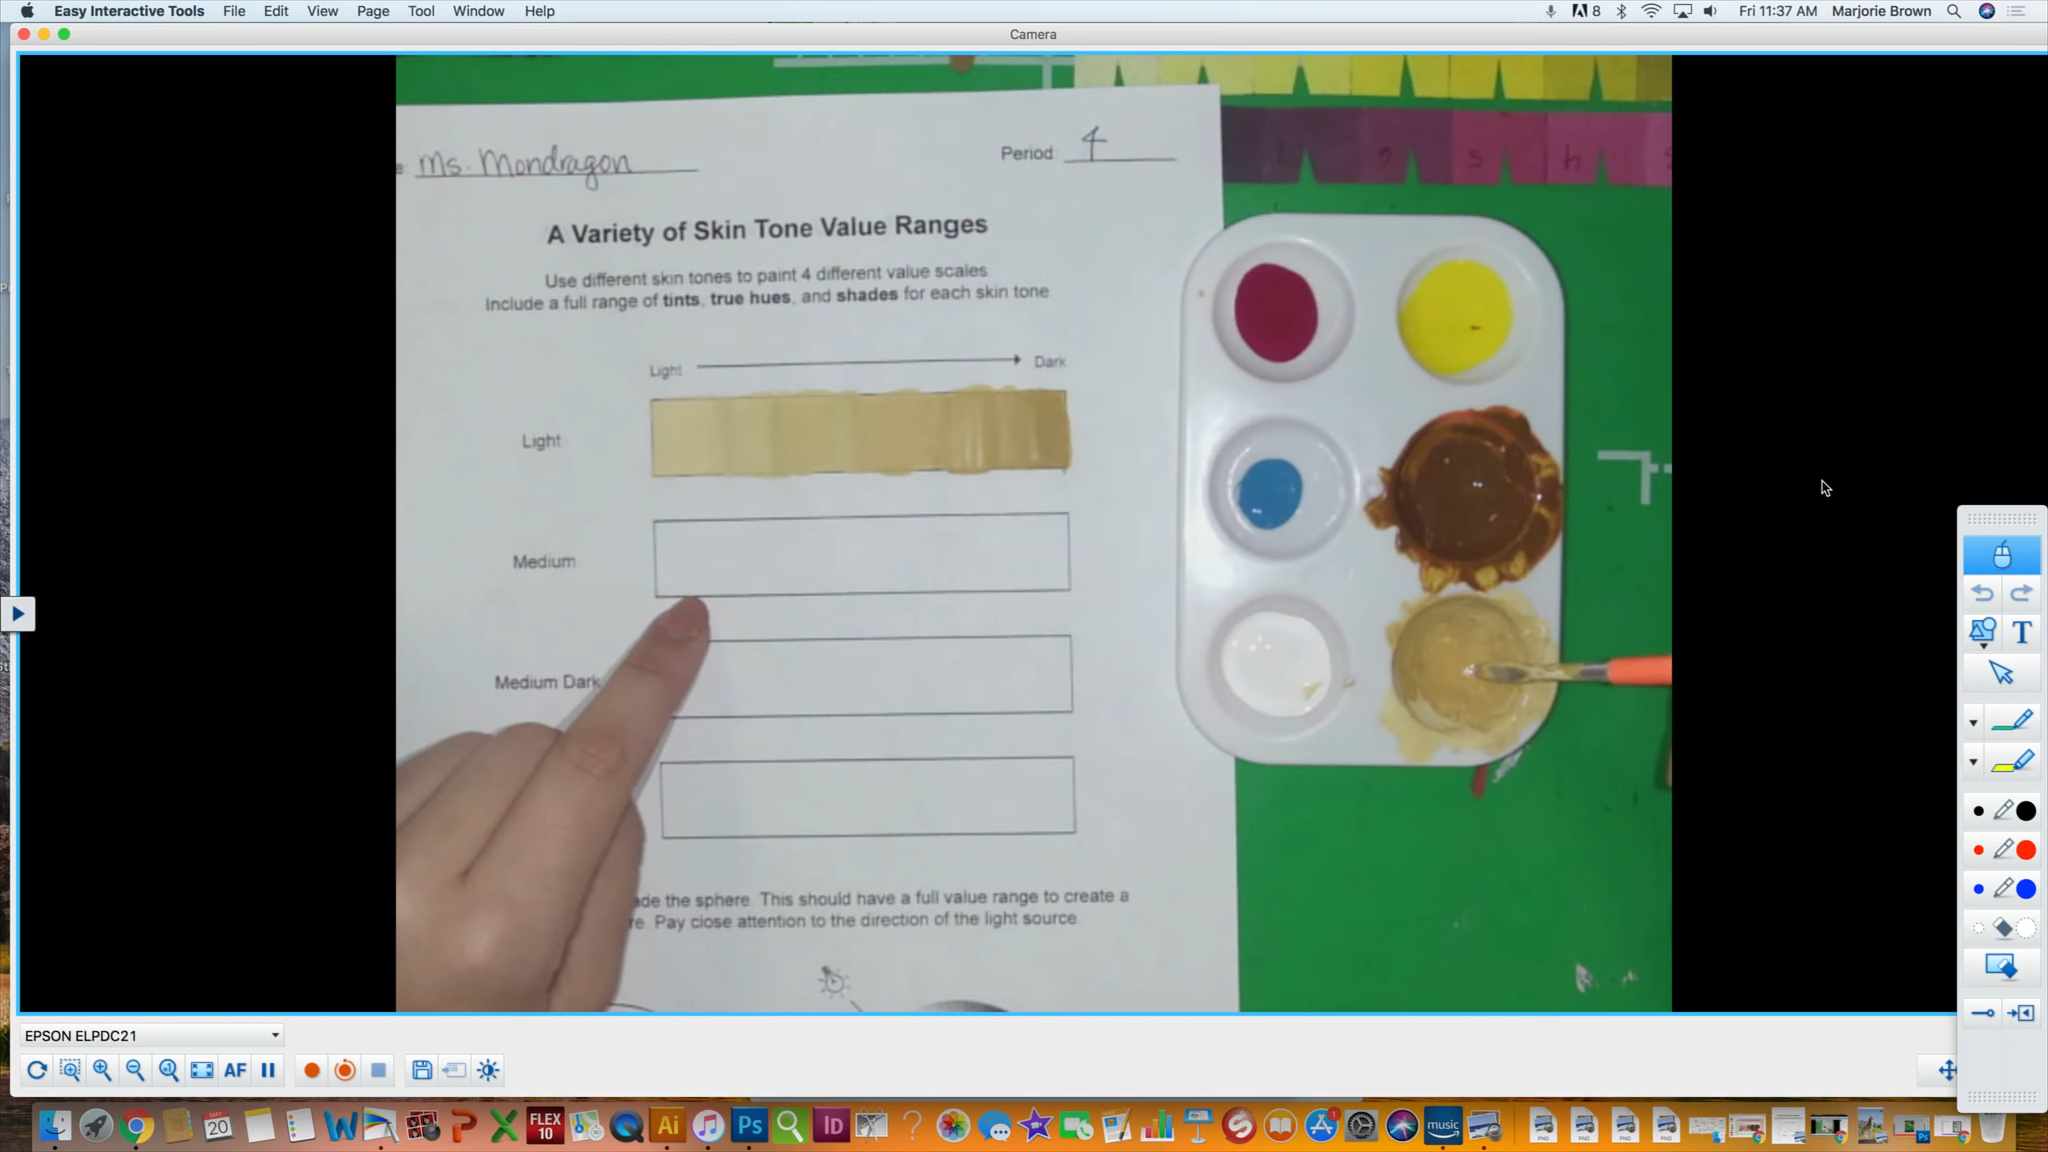 Easy Interactive Tools File Edit View Page Tool Window Help 8 Fri 11:37 AM Marjorie Brown
Camera
e Ms. Mondragon Period 4
A Variety of Skin Tone Value Ranges
Use different skin tones to paint 4 different value scales
Include a full range of tints, true hues, and shades for each skin tone
Light Dark
Light
Medium
Medium Dark
ade the sphere. This should have a full value range to create a
re. Pay close attention to the direction of the light source.
T
EPSON ELPDC21
AF
MAY
20
FLEX
10
Ai
Ps
Id
music